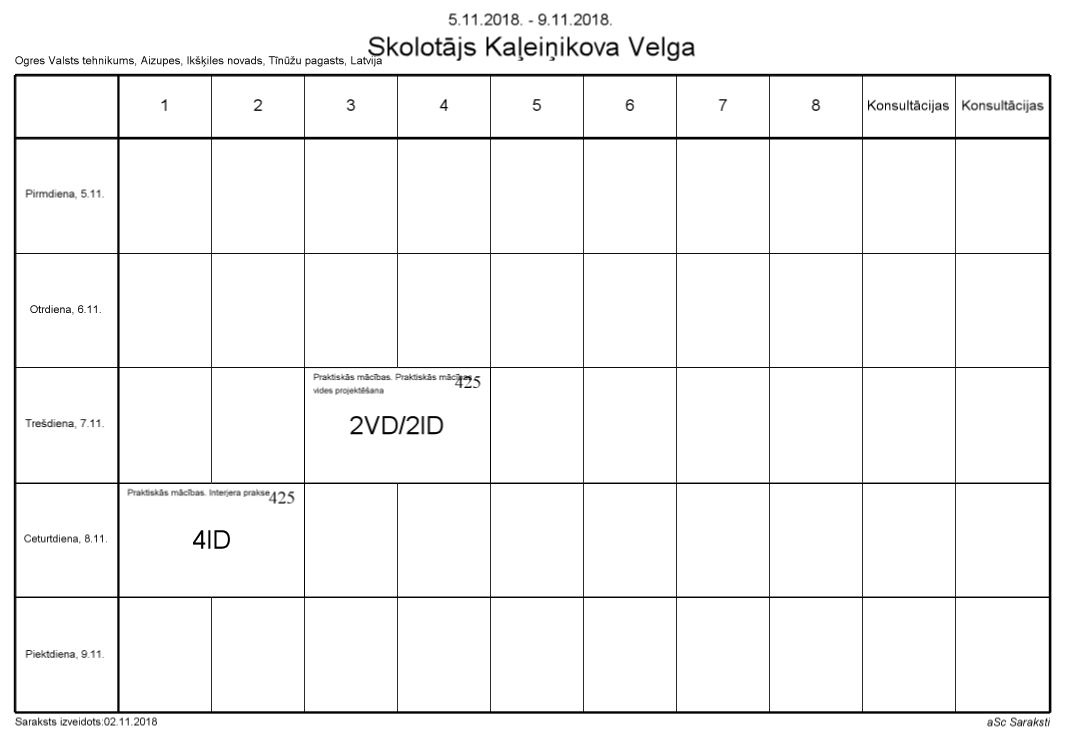 5.11.2018. - 9.11.2018.
Skolotājs Kaļeiņikova Velga
Ogres Valsts tehnikums, Aizupes, Ikšķiles novads, Tīnūžu pagasts, Latvija
1 2 3 4 5 6 7 8 Konsultācijas Konsultācijas
Pirmdiena, 5.11.
Otrdiena, 6.11.
Trešdiena, 7.11.
Praktiskās mācības. Praktiskās mācības 425
vides projektēšana
2VD/2ID
Ceturtdiena, 8.11.
Praktiskās mācības. Interjera prakse 425
4ID
Piektdiena, 9.11.
Saraksts izveidots:02.11.2018
aSc Saraksti